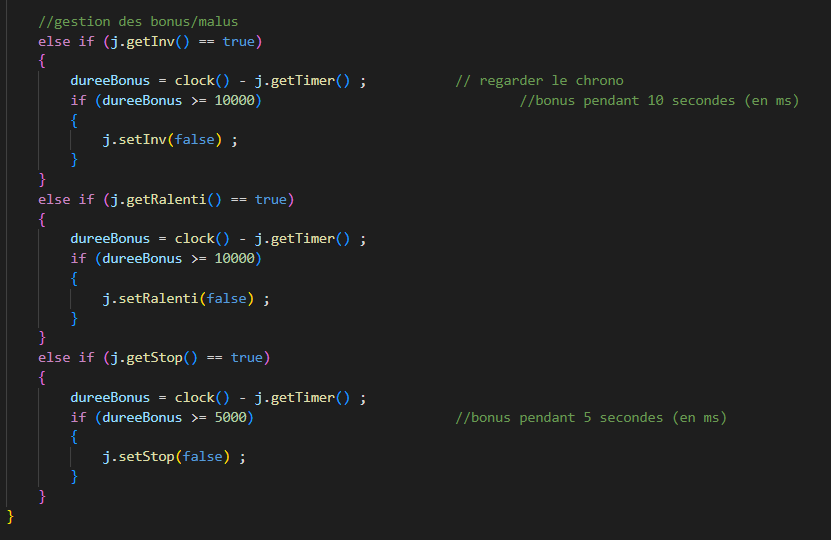 //gestion des bonus/malus
else if (j.getInv() == true)
{
dureeBonus = clock() - j.getTimer() ; // regarder le chrono
if (dureeBonus >= 10000) //bonus pendant 10 secondes (en ms)
{
j.setInv(false) ;
}
}
else if (j.getRalenti() == true)
{
dureeBonus = clock() - j.getTimer() ;
if (dureeBonus >= 10000)
{
j.setRalenti(false) ;
}
}
else if (j.getStop() == true)
{
dureeBonus = clock() - j.getTimer() ;
if (dureeBonus >= 5000) //bonus pendant 5 secondes (en ms)
{
j.setStop(false) ;
}
}
}